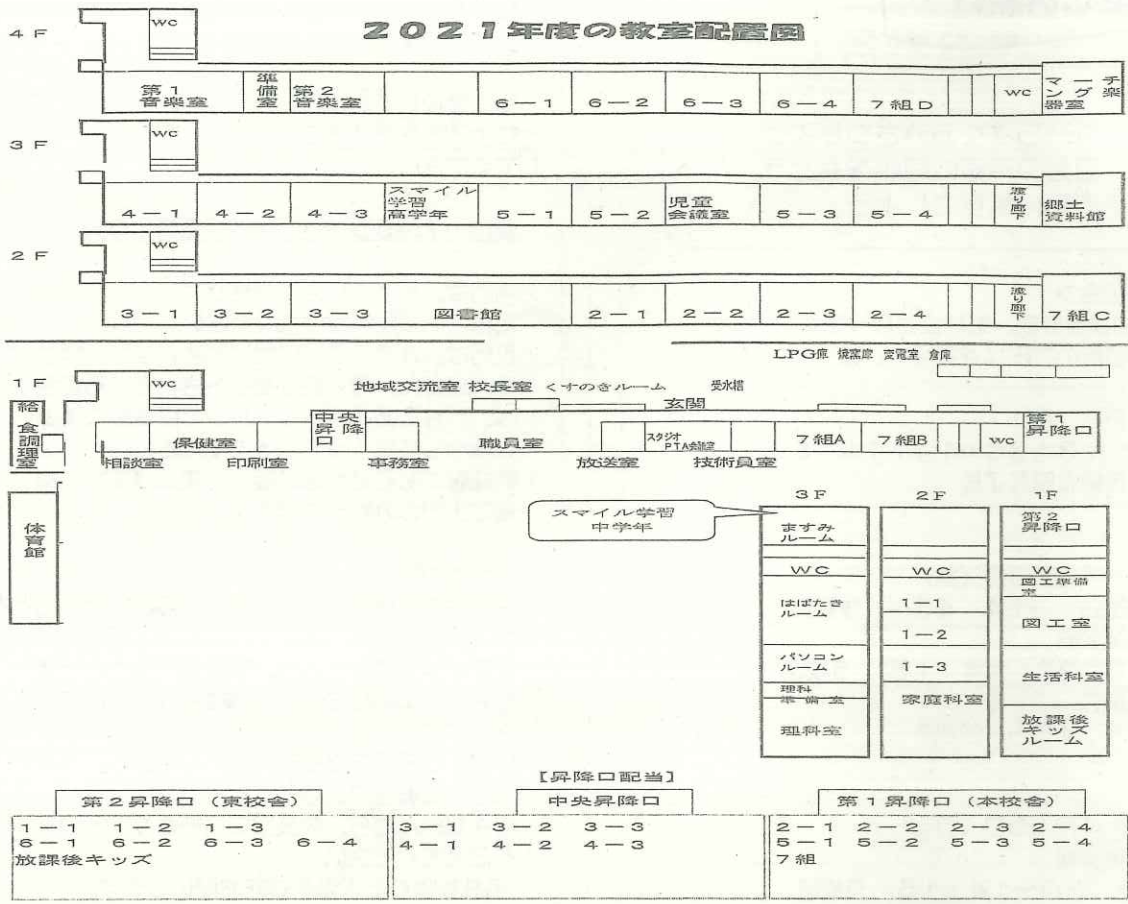 2021年度の教室配置図
4F
wc
第1
音楽室
準備室
第2
音楽室
6－1
6－2
6－3
6－4
7組D
wc
マーチ
ング楽
器室
3F
wc
4－1
4－2
4－3
スマイル
学習
高学年
5－1
5－2
児童
会議室
5－3
5－4
渡り廊下
郷土
資料館
2F
wc
3－1
3－2
3－3
図書館
2－1
2－2
2－3
2－4
渡り廊下
7組C
LPG庫 焼窯庫 変電室 倉庫
1F
wc
地域交流室 校長室 くすのきルーム 受水槽
玄関
給食調理室
保健室
中央
昇降
口
職員室
スタジオ
PTA会議室
7組A
7組B
wc
第1
昇降口
相談室 印刷室 事務室 放送室 技術員室
体育館
スマイル学習
中学年
3F
ますみ
ルーム
WC
はばたき
ルーム
パソコン
ルーム
理科
準備室
理科室
2F
WC
1－1
1－2
1－3
家庭科室
1F
第2
昇降口
WC
図工準備
室
図工室
生活科室
放課後
キッズ
ルーム
[昇降口配当]
第2昇降口（東校舎）
1－1 1－2 1－3
6－1 6－2 6－3 6－4
放課後キッズ
中央昇降口
3－1 3－2 3－3
4－1 4－2 4－3
第1昇降口（本校舎）
2－1 2－2 2－3 2－4
5－1 5－2 5－3 5－4
7組